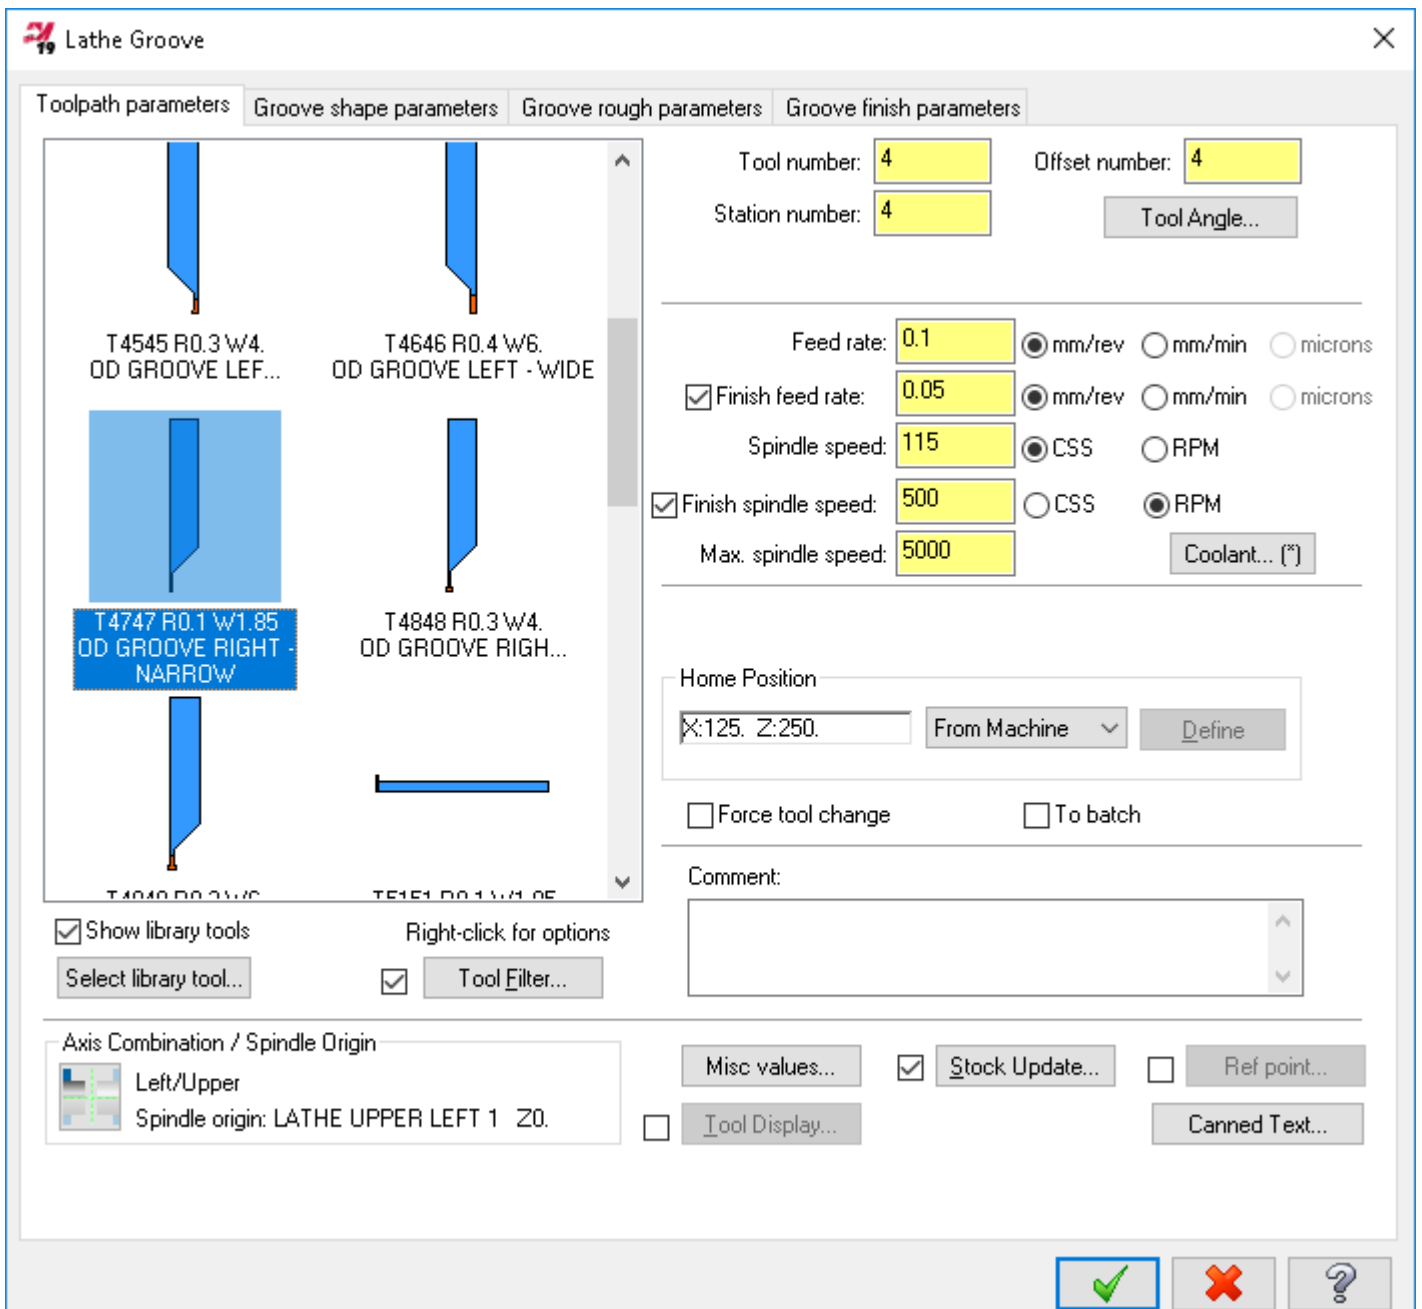 19 Lathe Groove
Toolpath parameters Groove shape parameters Groove rough parameters Groove finish parameters
T4545 R0.3 W4.
OD GROOVE LEF...
T4646 R0.4 W6.
OD GROOVE LEFT - WIDE
T4747 R0.1 W1.85
OD GROOVE RIGHT -
NARROW
T4848 R0.3 W4.
OD GROOVE RIGH...
Show library tools
Right-click for options
Select library tool...
Tool Filter...
Tool number: 4
Offset number: 4
Station number: 4
Tool Angle...
Feed rate: 0.1 mm/rev mm/min microns
Finish feed rate: 0.05 mm/rev mm/min microns
Spindle speed: 115 CSS RPM
Finish spindle speed: 500 CSS RPM
Max. spindle speed: 5000
Coolant... (*)
Home Position
X:125. Z:250. From Machine Define
Force tool change To batch
Comment:
Axis Combination / Spindle Origin
Left/Upper
Spindle origin: LATHE UPPER LEFT 1 Z0.
Misc values... Stock Update... Ref point...
Tool Display... Canned Text...